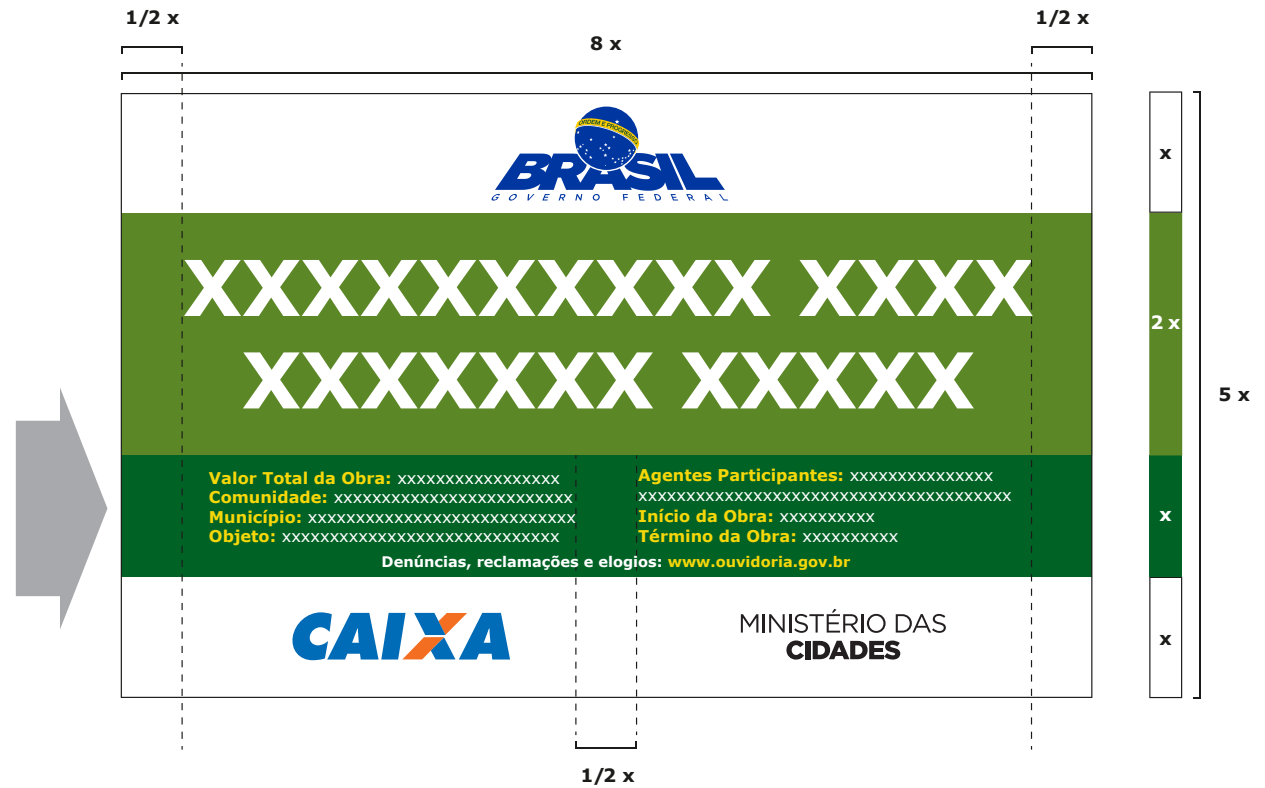 1/2 x
1/2 x
8 x
ORDEM E PROGRESSO
BRASIL
GOVERNO FEDERAL
x
XXXXXXXXXX XXXX
XXXXXXX XXXXX
2 x
5 x
Valor Total da Obra: xxxxxxxxxxxxxxxxx
Comunidade: xxxxxxxxxxxxxxxxxxxxxxxxx
Município: xxxxxxxxxxxxxxxxxxxxxxxxxxxx
Objeto: xxxxxxxxxxxxxxxxxxxxxxxxxxxxx
Agentes Participantes: xxxxxxxxxxxxxxx
xxxxxxxxxxxxxxxxxxxxxxxxxxxxxxxxxxxxxxx
Início da Obra: xxxxxxxxxx
Término da Obra: xxxxxxxxxx
x
Denúncias, reclamações e elogios: www.ouvidoria.gov.br
CAIXA
MINISTÉRIO DAS
CIDADES
x
1/2 x